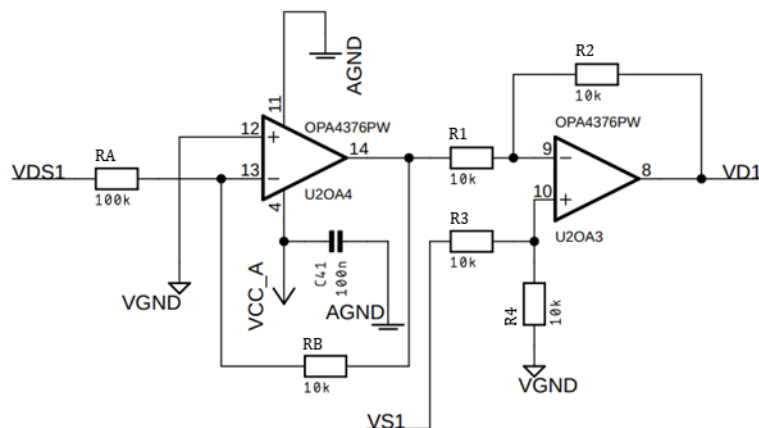 AGND
R2
10k
11
OPA4376PW
OPA4376PW
12
+
14
R1
9
−
8
VDS1
RA
13
−
VD1
100k
10k
10
+
4
U2OA4
R3
U2OA3
10k
VCC_A
C41
100n
R4
10k
VGND
AGND
RB
10k
VGND
VS1